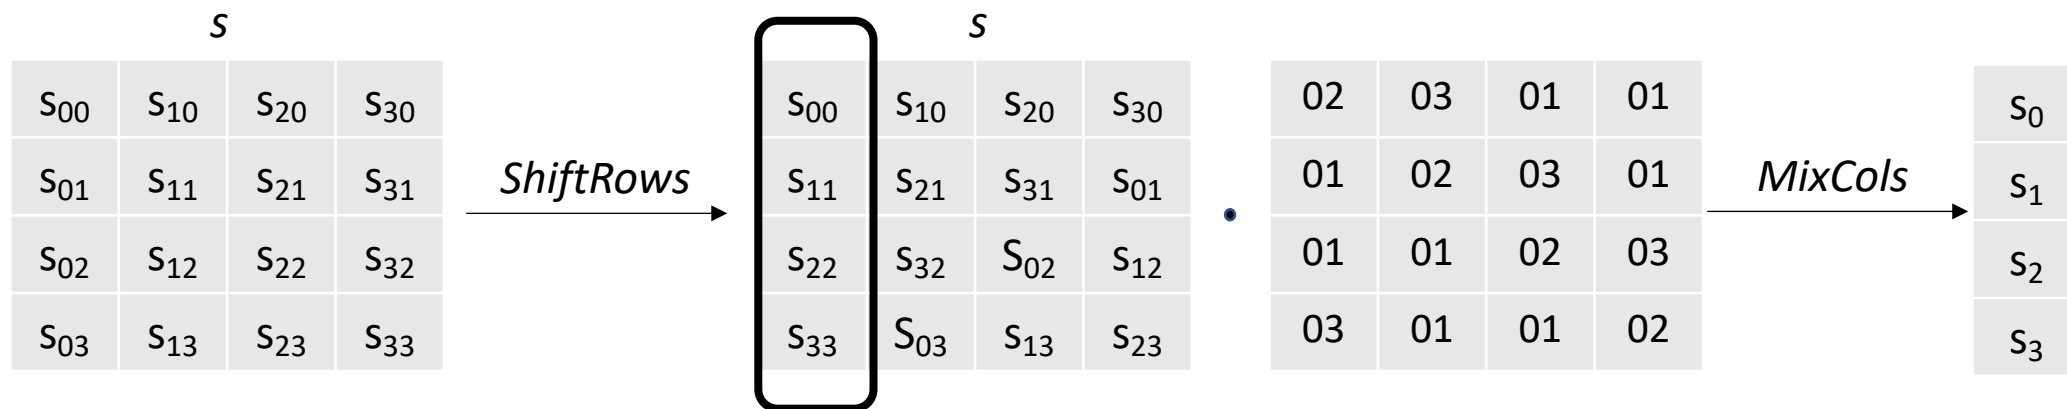 s s
s₀₀ s₁₀ s₂₀ s₃₀ s₀₀ s₁₀ s₂₀ s₃₀ 02 03 01 01 s₀
s₀₁ s₁₁ s₂₁ s₃₁ ShiftRows s₁₁ s₂₁ s₃₁ s₀₁ 01 02 03 01 MixCols s₁
s₀₂ s₁₂ s₂₂ s₃₂ s₂₂ s₃₂ S₀₂ s₁₂ 01 01 02 03 s₂
s₀₃ s₁₃ s₂₃ s₃₃ s₃₃ S₀₃ s₁₃ s₂₃ 03 01 01 02 s₃